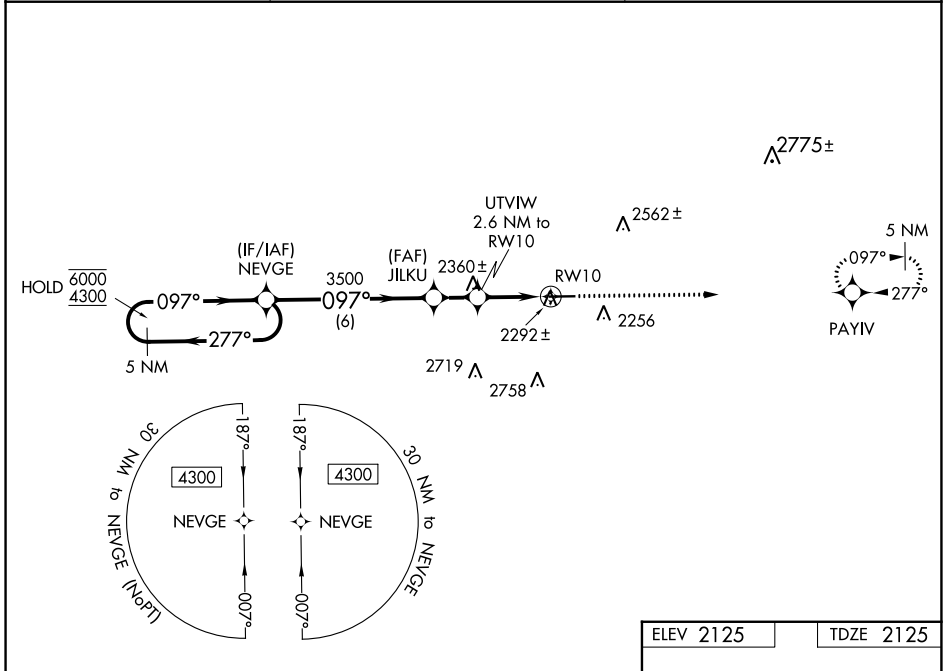 2775±
2562±
UTVIW
2.6 NM to
RW10
5 NM
097°
277°
PAYIV
(IF/IAF)
NEVGE
(FAF)
JILKU
2360±
RW10
HOLD 6000
4300
097°
3500
097°
(6)
277°
5 NM
2292±
2256
2719
2758
30 NM to NEVGE (NoPT)
187°
4300
NEVGE
007°
187°
4300
NEVGE
007°
30 NM to NEVGE
ELEV 2125
TDZE 2125